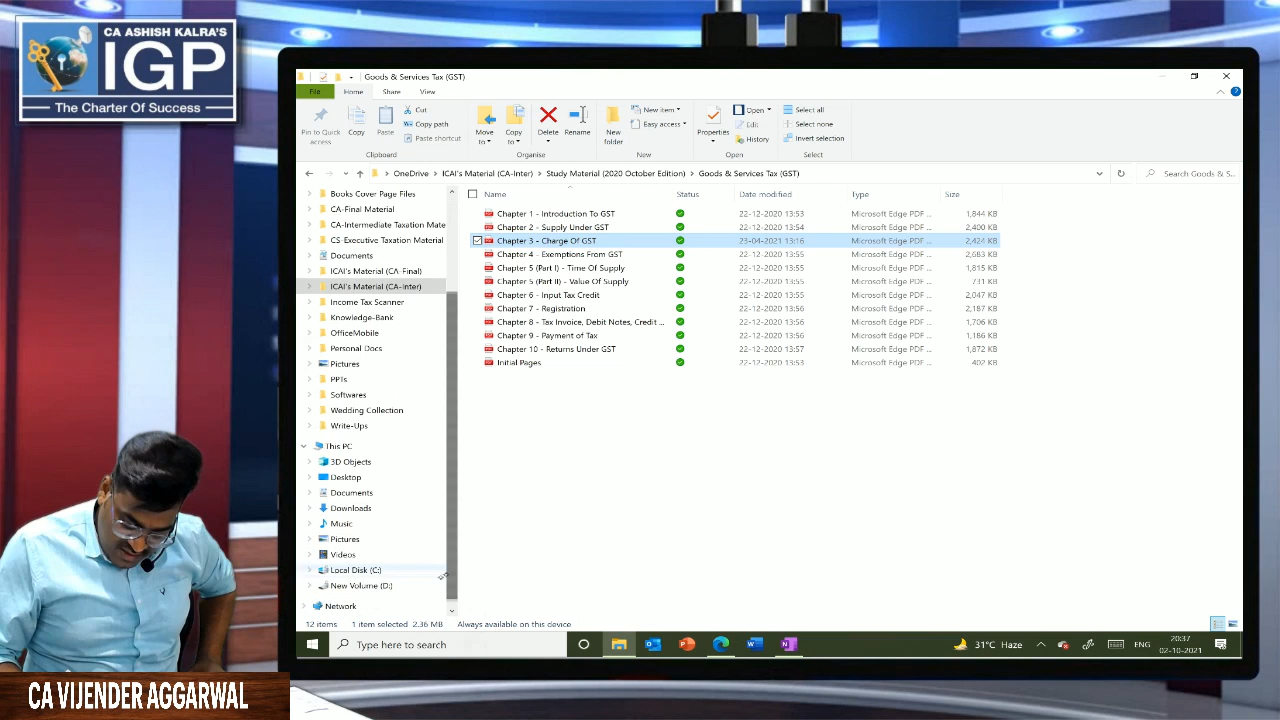 CA ASHISH KALRA'S
IGP
The Charter Of Success
Goods & Services Tax (GST)
File Home Share View
Pin to Quick access
Copy
Paste
Cut
Copy path
Paste shortcut
Move to
Copy to
Delete
Rename
New folder
New item
Easy access
Properties
Open
Edit
History
Select all
Select none
Invert selection
Clipboard Organise New Open Select
OneDrive > ICAI's Material (CA-Inter) > Study Material (2020 October Edition) > Goods & Services Tax (GST)
Search Goods & S...
Name Status Date modified Type Size
Chapter 1 - Introduction To GST 22-12-2020 13:53 Microsoft Edge PDF ... 1,844 KB
Chapter 2 - Supply Under GST 22-12-2020 13:54 Microsoft Edge PDF ... 2,400 KB
Chapter 3 - Charge Of GST 23-04-2021 13:16 Microsoft Edge PDF ... 2,424 KB
Chapter 4 - Exemptions From GST 22-12-2020 13:55 Microsoft Edge PDF ... 2,683 KB
Chapter 5 (Part I) - Time Of Supply 22-12-2020 13:55 Microsoft Edge PDF ... 1,815 KB
Chapter 5 (Part II) - Value Of Supply 22-12-2020 13:55 Microsoft Edge PDF ... 731 KB
Chapter 6 - Input Tax Credit 22-12-2020 13:55 Microsoft Edge PDF ... 2,047 KB
Chapter 7 - Registration 22-12-2020 13:56 Microsoft Edge PDF ... 2,187 KB
Chapter 8 - Tax Invoice, Debit Notes, Credit ... 22-12-2020 13:56 Microsoft Edge PDF ... 1,706 KB
Chapter 9 - Payment of Tax 22-12-2020 13:56 Microsoft Edge PDF ... 1,186 KB
Chapter 10 - Returns Under GST 22-12-2020 13:57 Microsoft Edge PDF ... 1,872 KB
Initial Pages 22-12-2020 13:53 Microsoft Edge PDF ... 402 KB
Books Cover Page Files
CA-Final Material
CA-Intermediate Taxation Mate
CS-Executive Taxation Material
Documents
ICAI's Material (CA-Final)
ICAI's Material (CA-Inter)
Income Tax Scanner
Knowledge-Bank
OfficeMobile
Personal Docs
Pictures
PPTs
Softwares
Wedding Collection
Write-Ups
This PC
3D Objects
Desktop
Documents
Downloads
Music
Pictures
Videos
Local Disk (C:)
New Volume (D:)
Network
12 items 1 item selected 2.36 MB Always available on this device
Type here to search
31°C Haze
ENG
20:37
02-10-2021
CA VIJENDER AGGARWAL